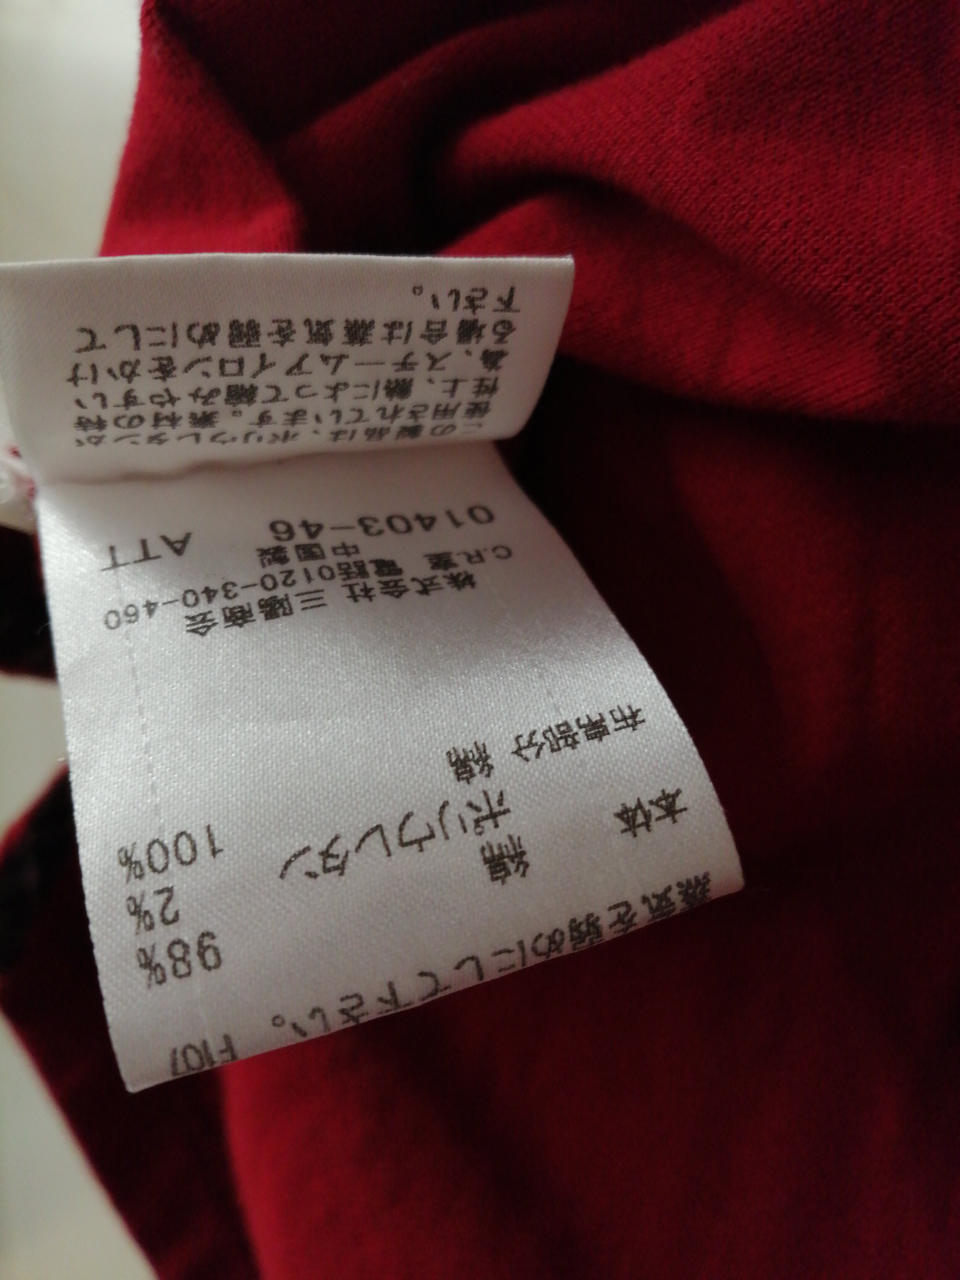 F107
蒸気を弱めにして下さい。
本体 綿 98%
ポリウレタン 2%
布帛部分 綿 100%
株式会社 三陽商会
C.R.室 電話0120-340-460
中国製
01403-46 ATT
この製品は、ポリウレタンが
使用されています。素材の特
性上、熱によって縮みやすい
為、スチームアイロンをかけ
る場合は蒸気を弱めにして
下さい。